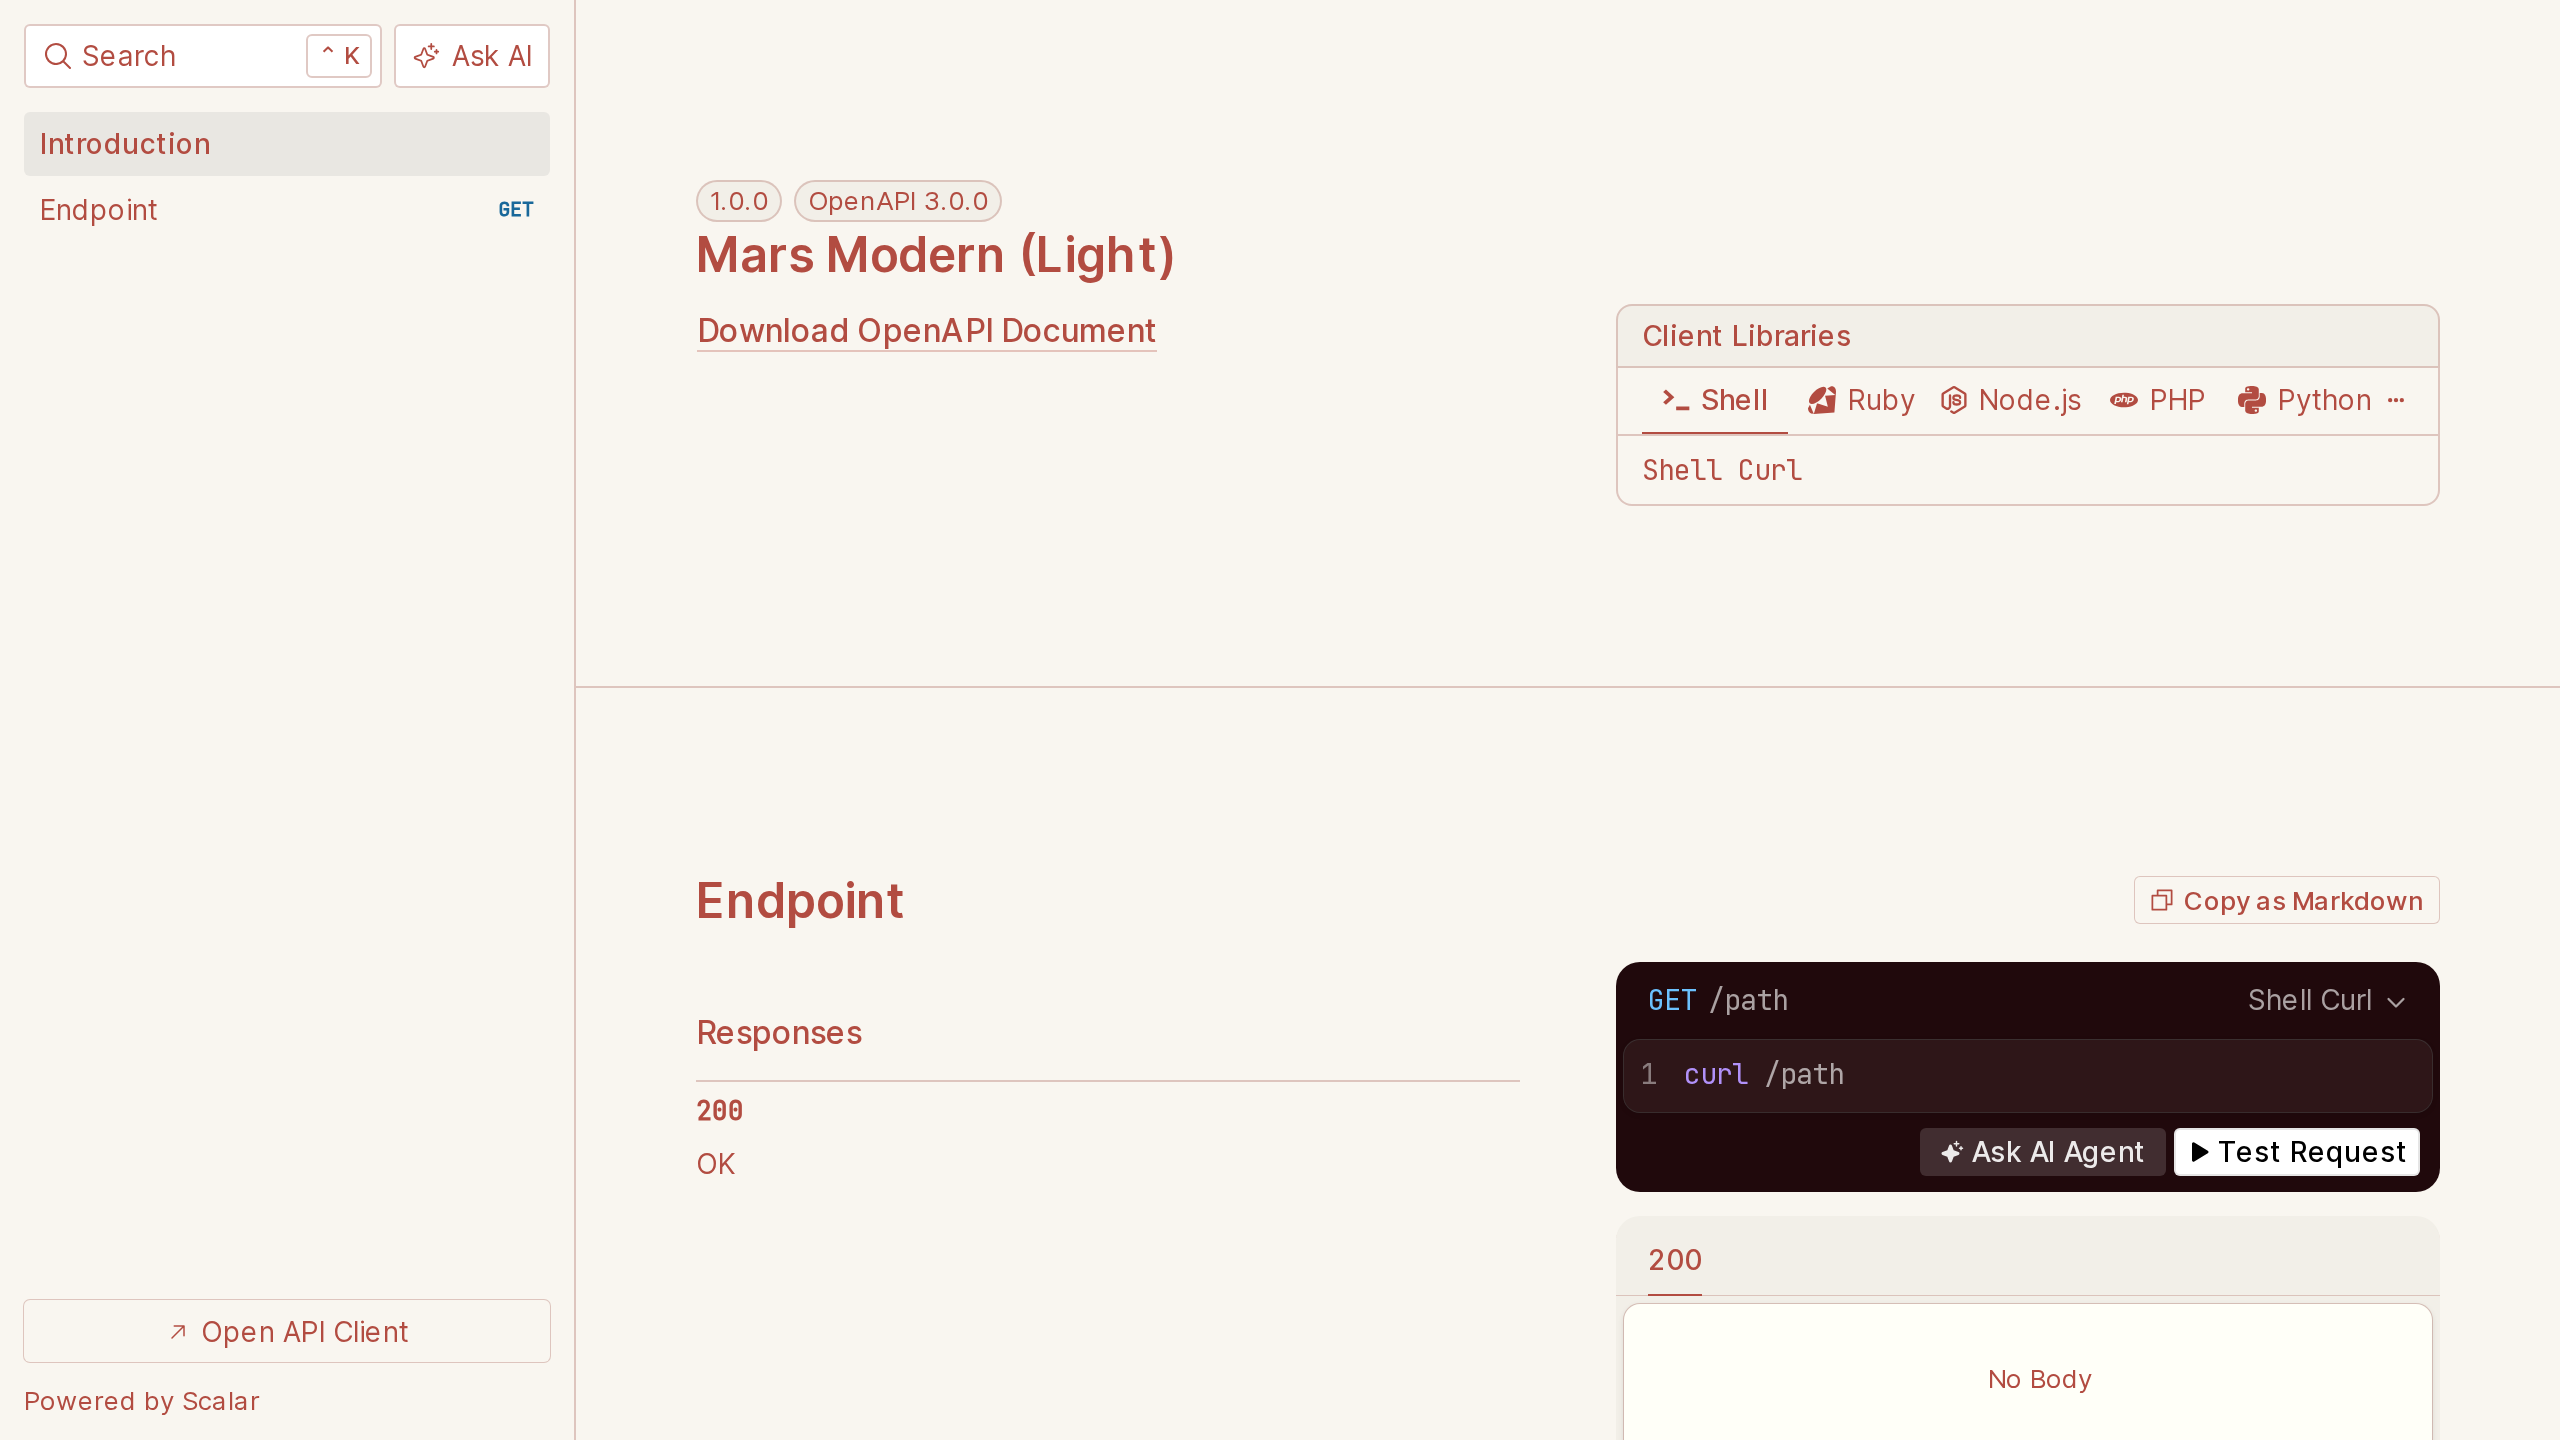 Search
⌃ K
Ask AI
Introduction
Endpoint
GET
Open API Client
Powered by Scalar
1.0.0
OpenAPI 3.0.0
Mars Modern (Light)
Download OpenAPI Document
Client Libraries
Shell
Ruby
Node.js
PHP
Python
Shell Curl
Endpoint
Copy as Markdown
Responses
200
OK
GET /path
Shell Curl
1 curl /path
Ask AI Agent
Test Request
200
No Body